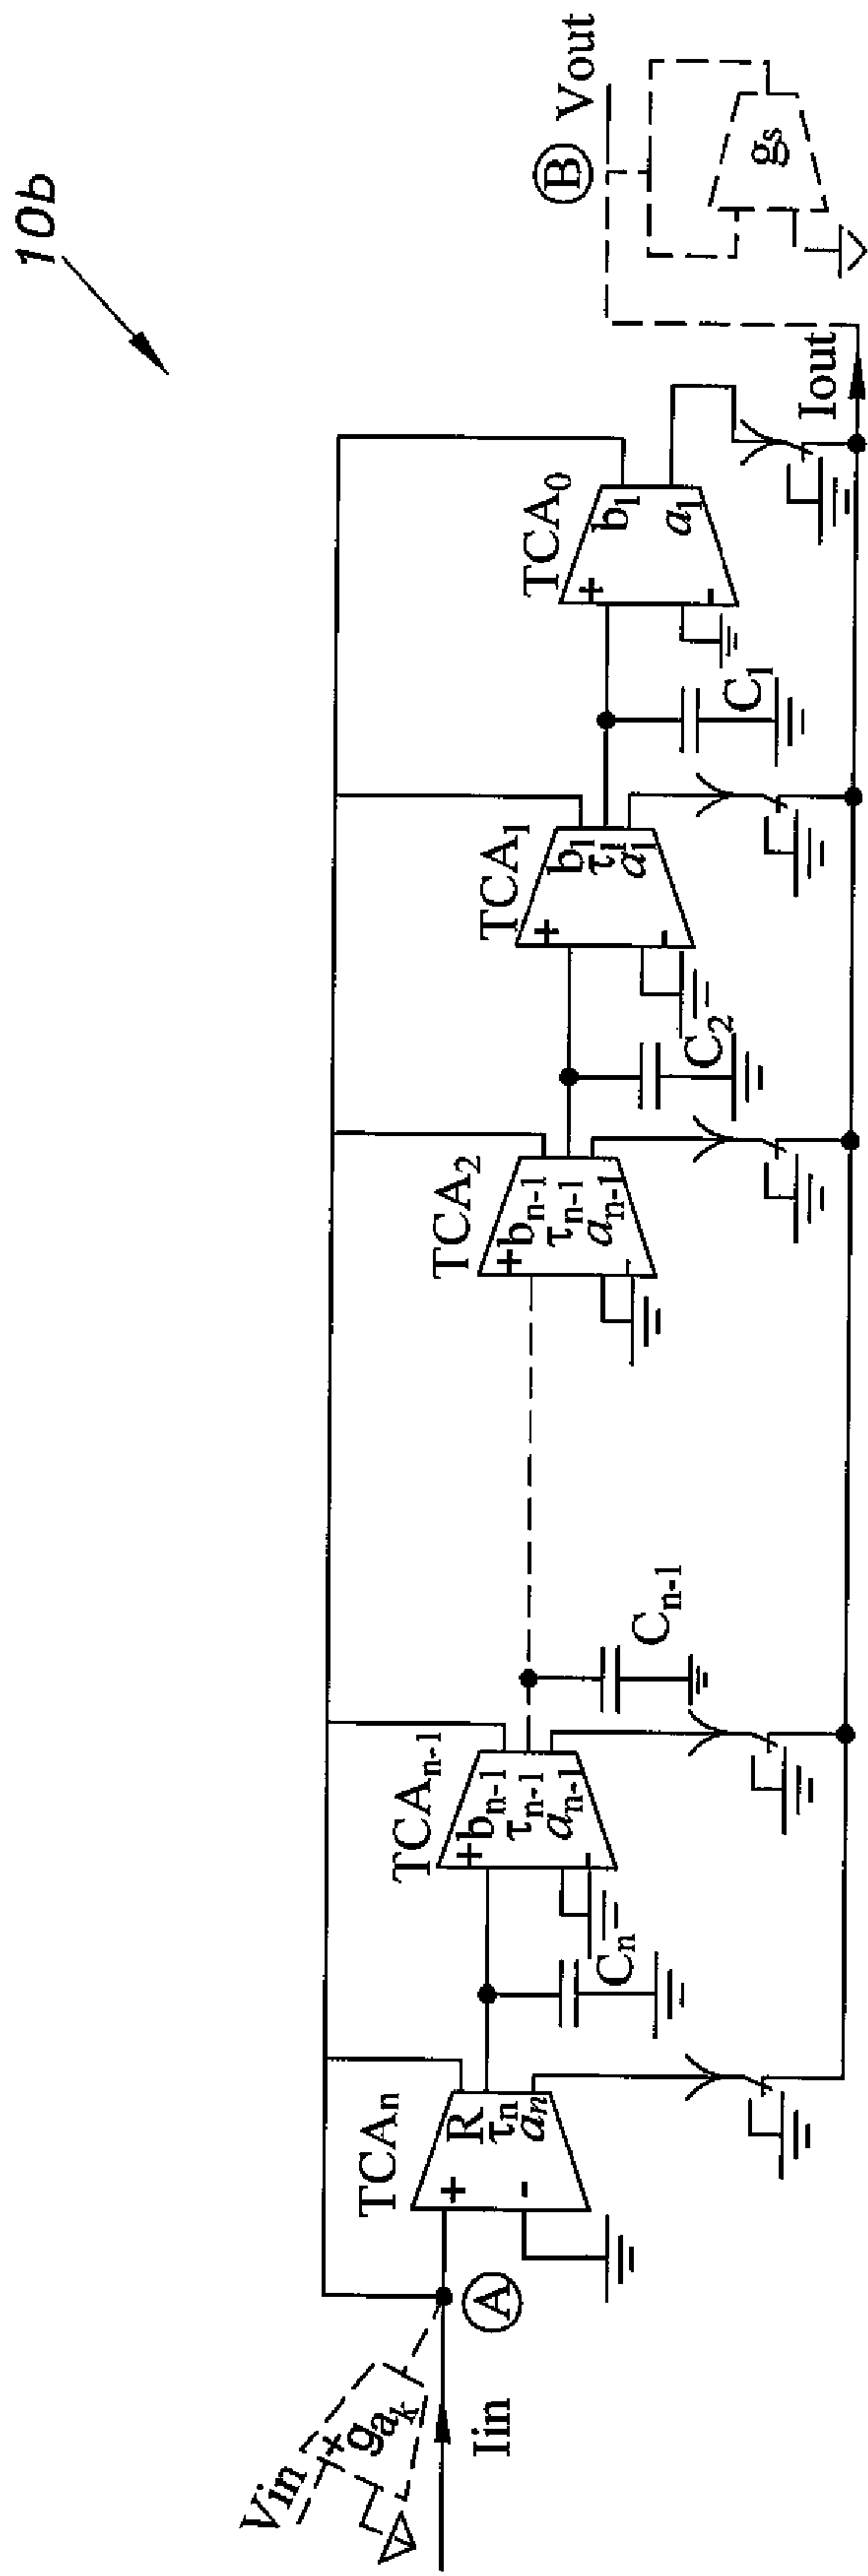 10b
Vin
+
gₐₖ
Iin
A
TCAₙ
+
-
R
τₙ
aₙ
Cₙ
TCAₙ₋₁
+
-
bₙ₋₁
τₙ₋₁
aₙ₋₁
Cₙ₋₁
TCA₂
+
-
bₙ₋₁
τₙ₋₁
aₙ₋₁
C₂
TCA₁
+
-
b₁
τ₁
a₁
C₁
TCA₀
+
-
b₁
a₁
Iout
B
Vout
gₛ